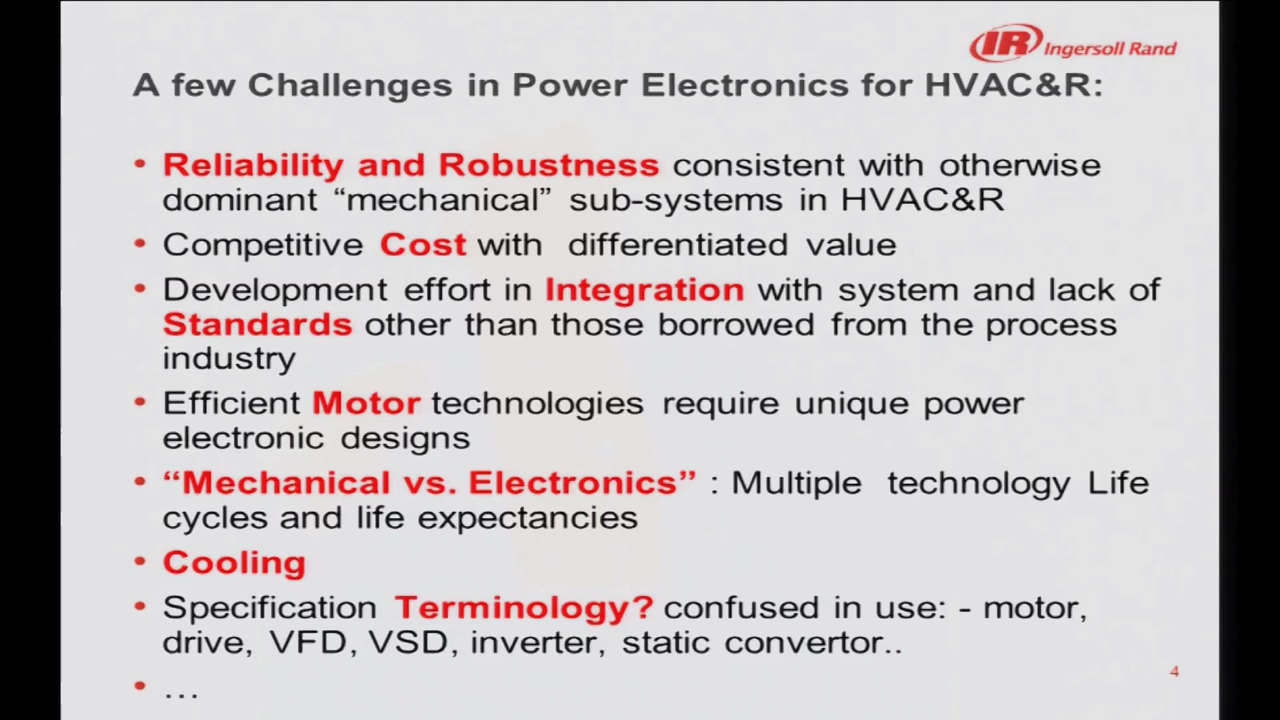 IR Ingersoll Rand
A few Challenges in Power Electronics for HVAC&R:
• Reliability and Robustness consistent with otherwise
dominant “mechanical” sub-systems in HVAC&R
• Competitive Cost with differentiated value
• Development effort in Integration with system and lack of
Standards other than those borrowed from the process
industry
• Efficient Motor technologies require unique power
electronic designs
• “Mechanical vs. Electronics” : Multiple technology Life
cycles and life expectancies
• Cooling
• Specification Terminology? confused in use: - motor,
drive, VFD, VSD, inverter, static convertor..
• …
4